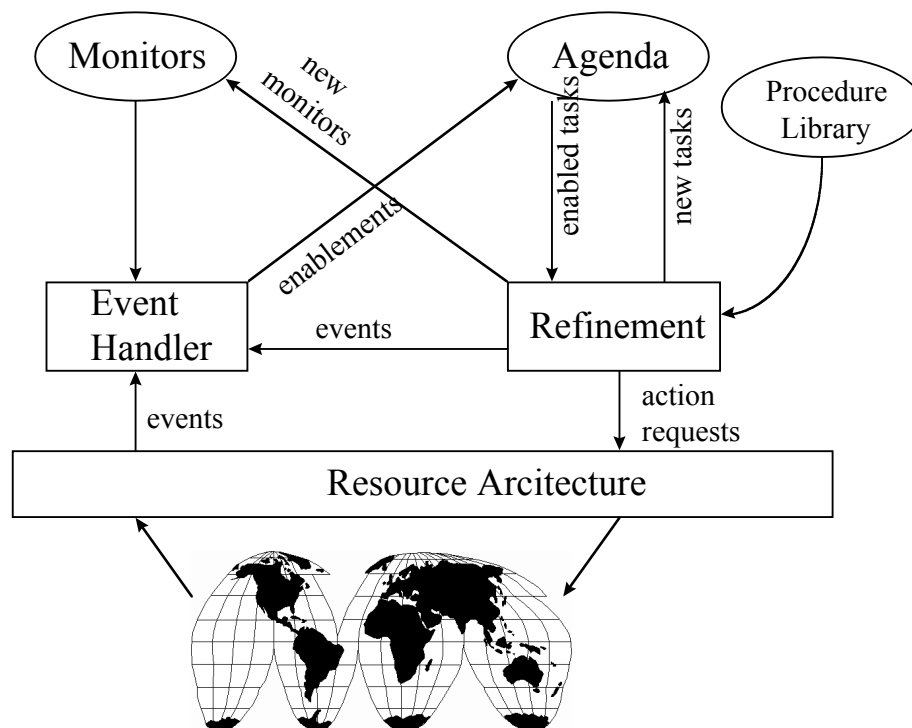 Monitors
new
monitors
Agenda
Procedure
Library
enabled tasks
new tasks
enablements
Event
Handler
events
Refinement
events
action
requests
Resource Arcitecture